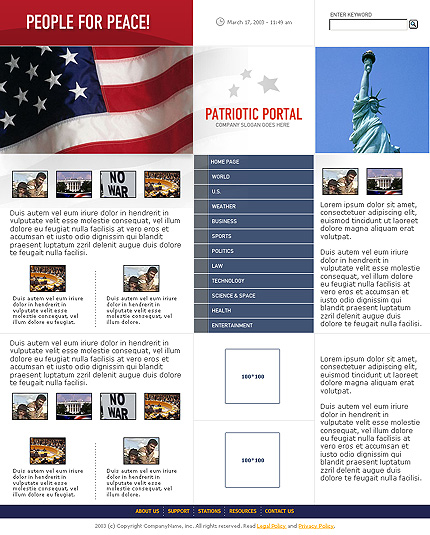 PEOPLE FOR PEACE!
March 17, 2003 - 11:49 am
ENTER KEYWORD
PATRIOTIC PORTAL
COMPANY SLOGAN GOES HERE
NO
WAR
Duis autem vel eum iriure dolor in hendrerit in
vulputate velit esse molestie consequat, vel illum
dolore eu feugiat nulla facilisis at vero eros et
accumsan et iusto odio dignissim qui blandit
praesent luptatum zzril delenit augue duis dolore
te feugait nulla facilisi.
Duis autem vel eum iriure
dolor in hendrerit in
vulputate velit esse
molestie consequat, vel
illum dolore eu feugiat.
Duis autem vel eum iriure
dolor in hendrerit in
vulputate velit esse
molestie consequat, vel
illum dolore.
HOME PAGE
WORLD
U.S.
WEATHER
BUSINESS
SPORTS
POLITICS
LAW
TECHNOLOGY
SCIENCE & SPACE
HEALTH
ENTERTAINMENT
Lorem ipsum dolor sit amet,
consectetuer adipiscing elit,
euismod tincidunt ut laoreet
dolore magna aliquam erat
volutpat.
Duis autem vel eum iriure
dolor in hendrerit in
vulputate velit esse molestie
consequat, vel illum dolore
eu feugiat nulla facilisis at
vero eros et accumsan et
iusto odio dignissim qui
blandit praesent luptatum
zzril delenit augue duis
dolore te feugait nulla facilisi.
Duis autem vel eum iriure dolor in hendrerit in
vulputate velit esse molestie consequat, vel illum
dolore eu feugiat nulla facilisis at vero eros et
accumsan et iusto odio dignissim qui blandit
praesent luptatum zzril delenit augue duis dolore
te feugait nulla facilisi.
NO
WAR
Duis autem vel eum iriure
dolor in hendrerit in
vulputate velit esse
molestie consequat, vel
illum dolore eu feugiat.
Duis autem vel eum iriure
dolor in hendrerit in
vulputate velit esse
molestie consequat, vel
illum dolore.
100*100
100*100
Lorem ipsum dolor sit amet,
consectetuer adipiscing elit,
euismod tincidunt ut laoreet
dolore magna aliquam erat
volutpat.
Duis autem vel eum iriure
dolor in hendrerit in
vulputate velit esse molestie
consequat, vel illum dolore
eu feugiat nulla facilisis at
vero eros et accumsan et
ABOUT US SUPPORT STATIONS RESOURCES CONTACT US
2003 (c) Copyright CompanyName, inc. All rights reserved. Read Legal Policy and Privacy Policy.